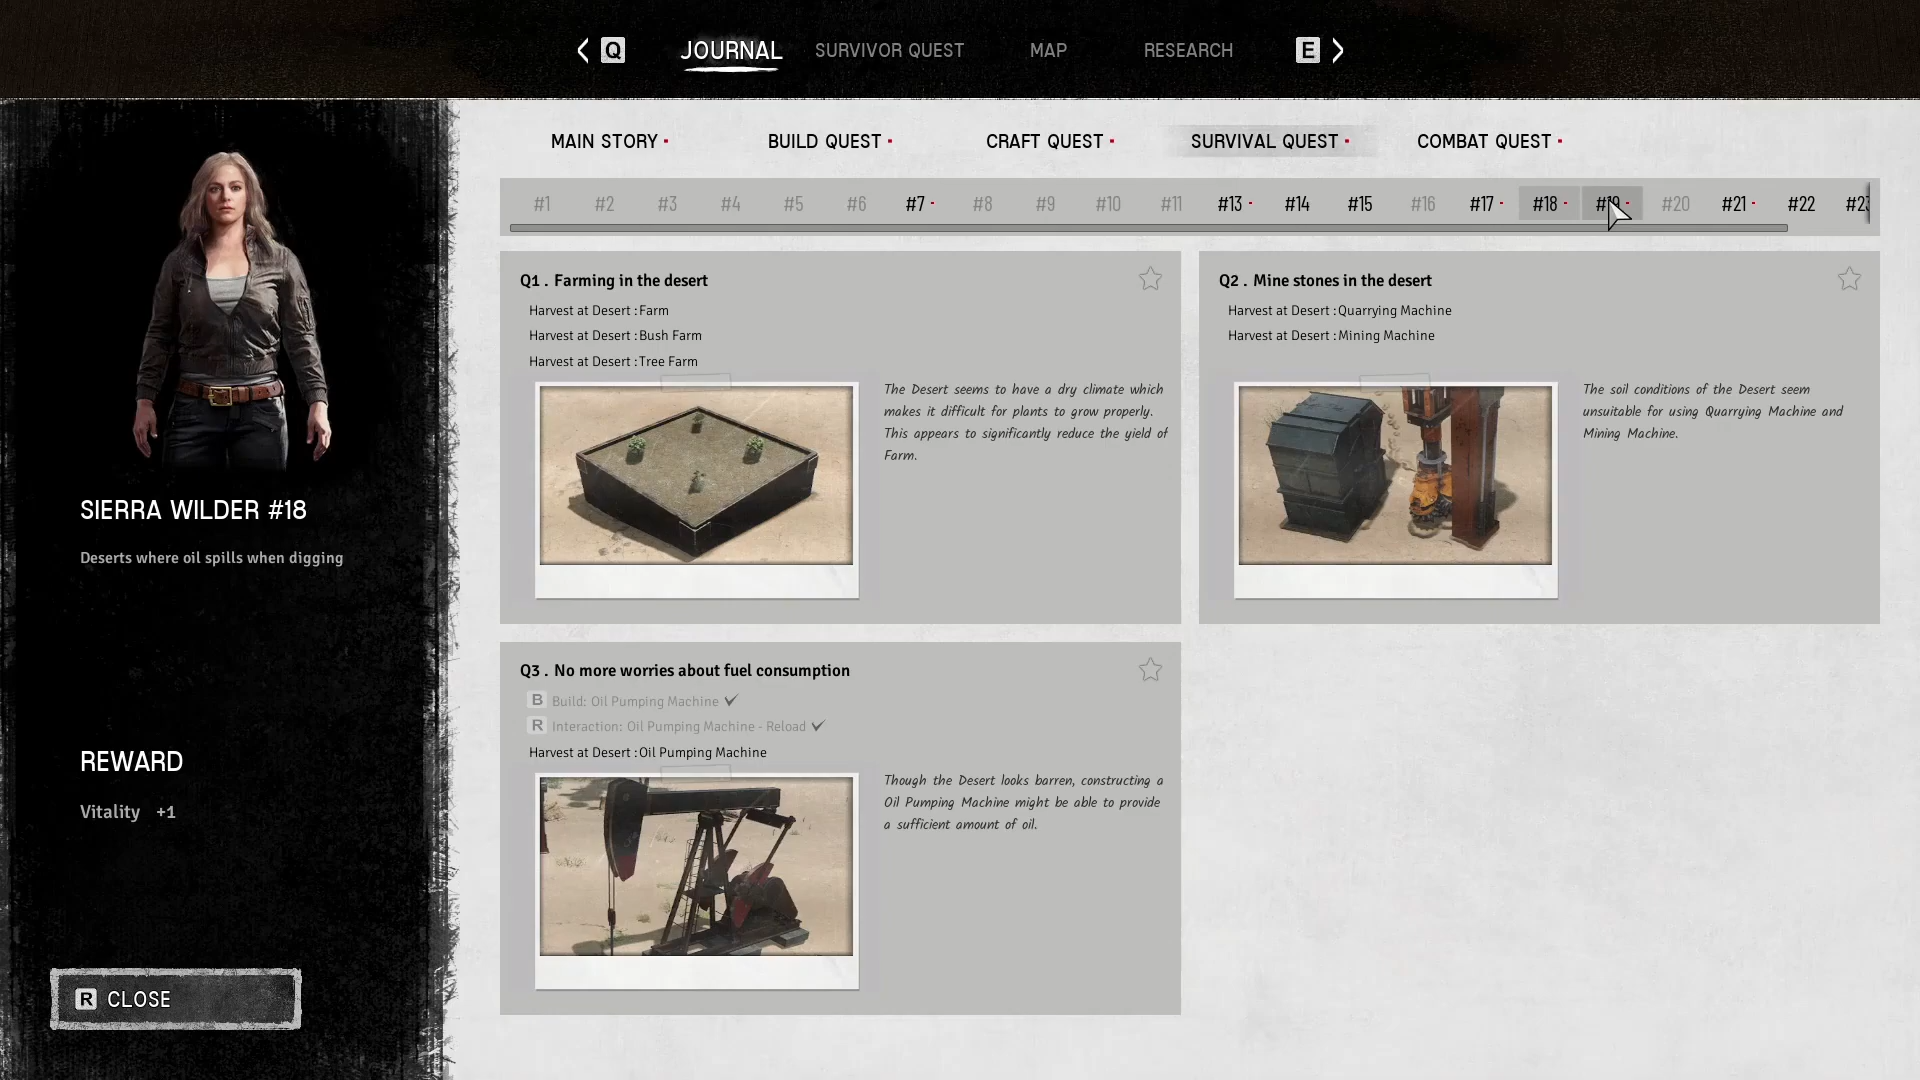 Q JOURNAL SURVIVOR QUEST MAP RESEARCH E
MAIN STORY BUILD QUEST CRAFT QUEST SURVIVAL QUEST COMBAT QUEST
#1 #2 #3 #4 #5 #6 #7 #8 #9 #10 #11 #13 #14 #15 #16 #17 #18 #19 #20 #21 #22 #23
SIERRA WILDER #18
Deserts where oil spills when digging
REWARD
Vitality +1
R CLOSE
Q1 . Farming in the desert
Harvest at Desert : Farm
Harvest at Desert : Bush Farm
Harvest at Desert : Tree Farm
The Desert seems to have a dry climate which
makes it difficult for plants to grow properly.
This appears to significantly reduce the yield of
Farm.
Q2 . Mine stones in the desert
Harvest at Desert : Quarrying Machine
Harvest at Desert : Mining Machine
The soil conditions of the Desert seem
unsuitable for using Quarrying Machine and
Mining Machine.
Q3 . No more worries about fuel consumption
B Build: Oil Pumping Machine
R Interaction: Oil Pumping Machine - Reload
Harvest at Desert : Oil Pumping Machine
Though the Desert looks barren, constructing a
Oil Pumping Machine might be able to provide
a sufficient amount of oil.